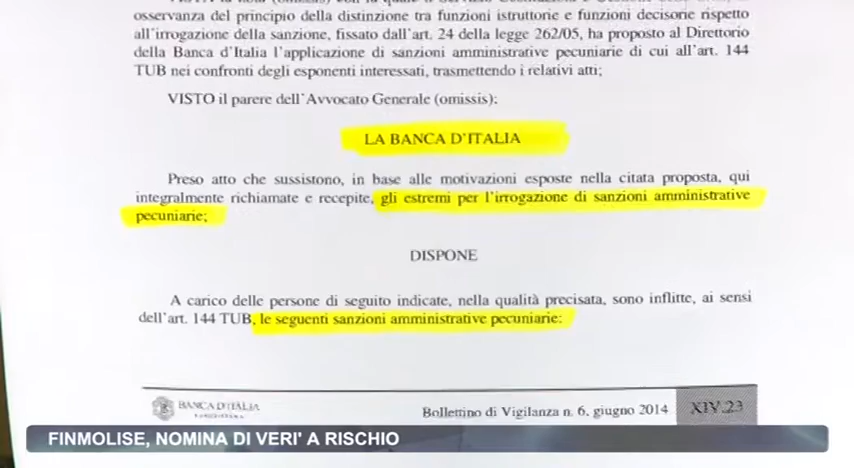 osservanza del principio della distinzione tra funzioni istruttorie e funzioni decisorie rispetto
all'irrogazione della sanzione, fissato dall'art. 24 della legge 262/05, ha proposto al Direttorio
della Banca d'Italia l'applicazione di sanzioni amministrative pecuniarie di cui all'art. 144
TUB nei confronti degli esponenti interessati, trasmettendo i relativi atti;
VISTO il parere dell'Avvocato Generale (omissis);
LA BANCA D'ITALIA
Preso atto che sussistono, in base alle motivazioni esposte nella citata proposta, qui
integralmente richiamate e recepite, gli estremi per l'irrogazione di sanzioni amministrative
pecuniarie;
DISPONE
A carico delle persone di seguito indicate, nella qualità precisata, sono inflitte, ai sensi
dell'art. 144 TUB, le seguenti sanzioni amministrative pecuniarie:
BANCA D'ITALIA
Bollettino di Vigilanza n. 6, giugno 2014 XIV.23
FINMOLISE, NOMINA DI VERI' A RISCHIO